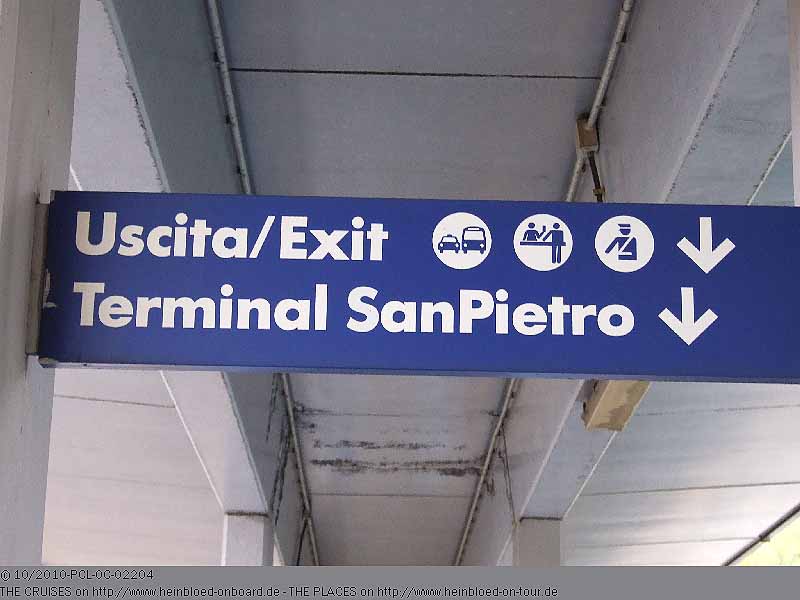 Uscita/Exit
Terminal SanPietro
© 10/2010-PCL-OC-02204
THE CRUISES on http://www.heinbloed-onboard.de - THE PLACES on http://www.heinbloed-on-tour.de